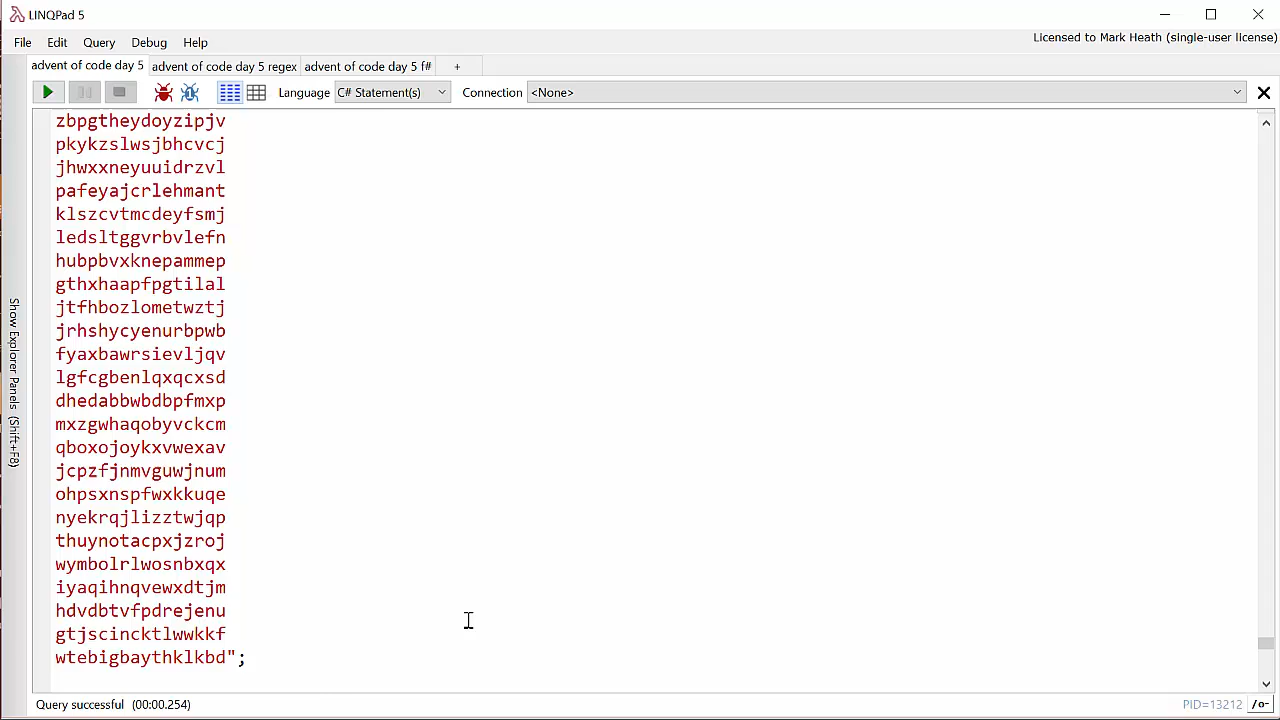 LINQPad 5
File Edit Query Debug Help
Licensed to Mark Heath (single-user license)
advent of code day 5 advent of code day 5 regex advent of code day 5 f# +
Language C# Statement(s) Connection <None>
zbpgtheydoyzipjv
pkykzslwsjbhcvcj
jhwxxneyuuidrzvl
pafeyajcrlehmant
klszcvtmcdeyfsmj
ledsltggvrbvlefn
hubpbvxknepammep
gthxhaapfpgtilal
jtfhbozlometwztj
jrhshycyenurbpwb
fyaxbawrsievljqv
lgfcgbenlqxqcxsd
dhedabbwbdbpfmxp
mxzgwhaqobyvckcm
qboxojoykxvwexav
jcpzfjnmvguwjnum
ohpsxnspfwxkkuqe
nyekrqjlizztwjqp
thuynotacpxjzroj
wymbolrlwosnbxqx
iyaqihnqvewxdtjm
hdvdbtvfpdrejenu
gtjscincktlwwkkf
wtebigbaythklkbd";
Show Explorer Panels (Shift+F8)
Query successful (00:00.254)
PID=13212 /o-